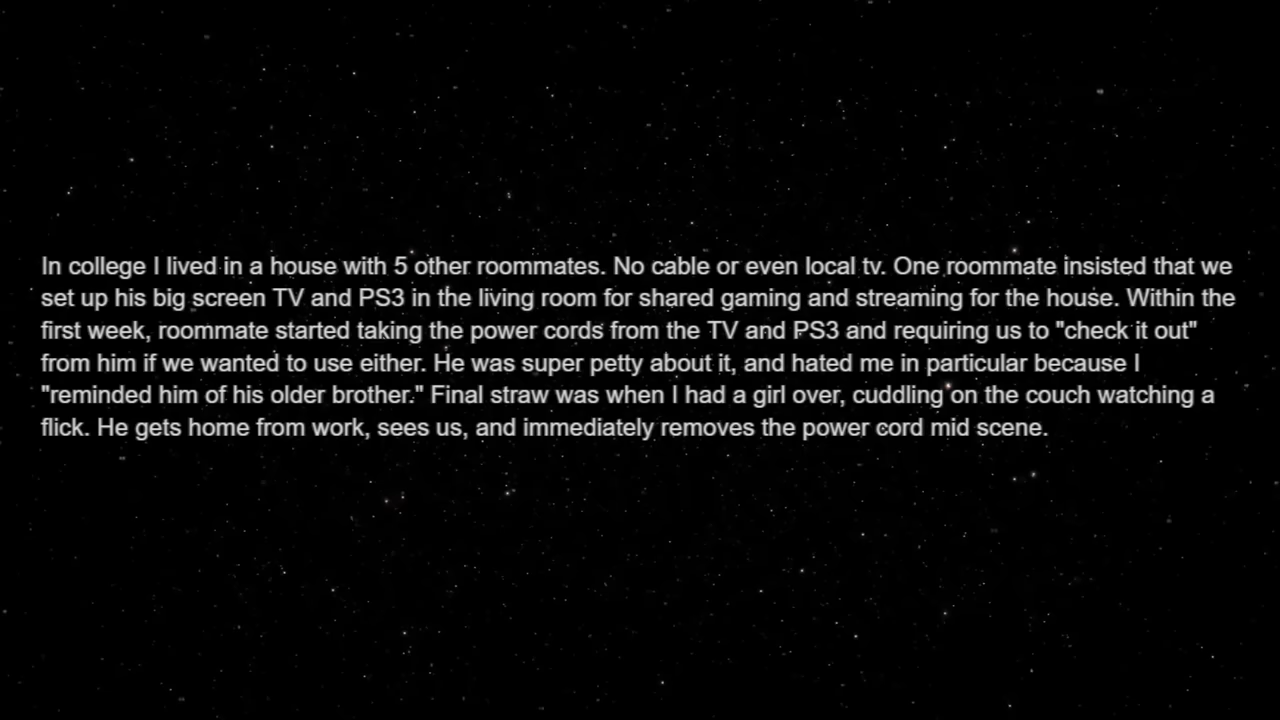 In college I lived in a house with 5 other roommates. No cable or even local tv. One roommate insisted that we
set up his big screen TV and PS3 in the living room for shared gaming and streaming for the house. Within the
first week, roommate started taking the power cords from the TV and PS3 and requiring us to "check it out"
from him if we wanted to use either. He was super petty about it, and hated me in particular because I
"reminded him of his older brother." Final straw was when I had a girl over, cuddling on the couch watching a
flick. He gets home from work, sees us, and immediately removes the power cord mid scene.